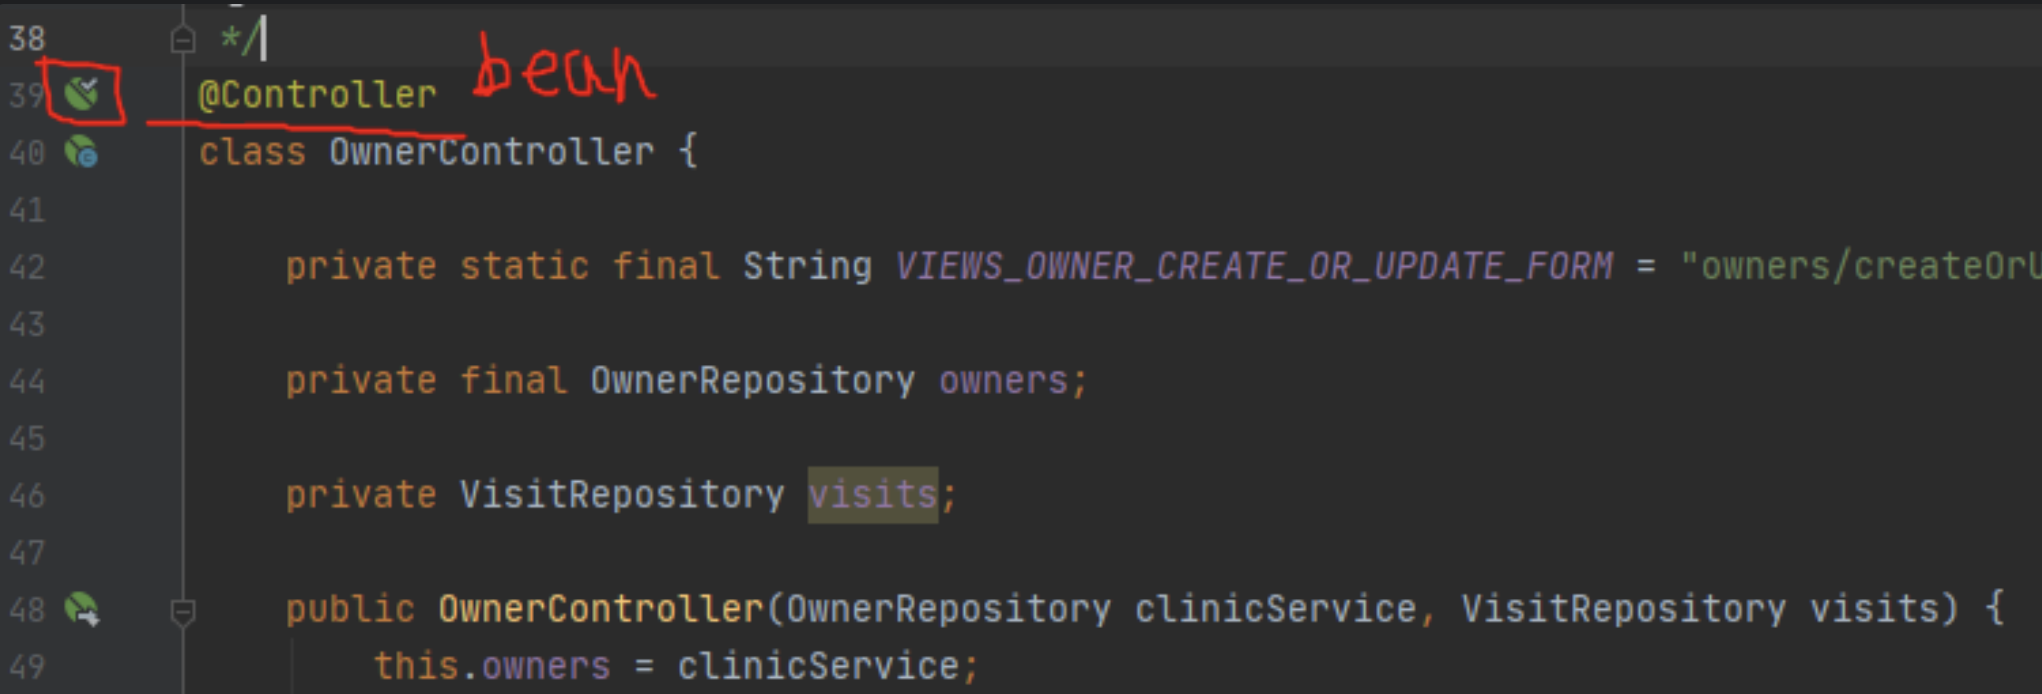 38 */
39 @Controller bean
40 class OwnerController {
41
42 private static final String VIEWS_OWNER_CREATE_OR_UPDATE_FORM = "owners/createOrU
43
44 private final OwnerRepository owners;
45
46 private VisitRepository visits;
47
48 public OwnerController(OwnerRepository clinicService, VisitRepository visits) {
49 this.owners = clinicService;